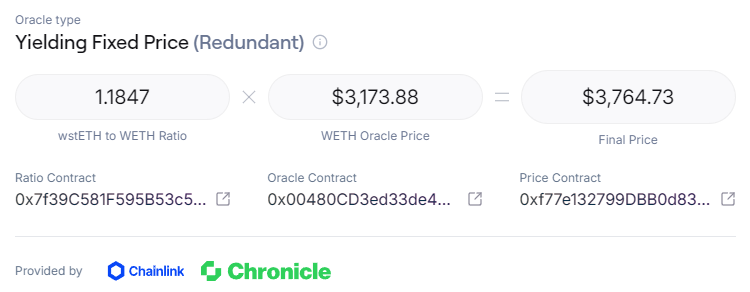 Oracle type
Yielding Fixed Price (Redundant)
1.1847 × $3,173.88 = $3,764.73
wstETH to WETH Ratio WETH Oracle Price Final Price
Ratio Contract Oracle Contract Price Contract
0x7f39C581F595B53c5... 0x00480CD3ed33de4... 0xf77e132799DBB0d83...
Provided by Chainlink Chronicle